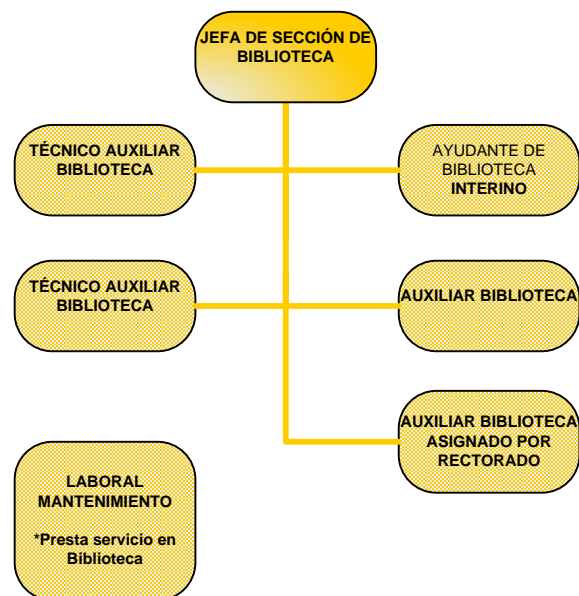 JEFA DE SECCIÓN DE
BIBLIOTECA
TÉCNICO AUXILIAR
BIBLIOTECA
AYUDANTE DE
BIBLIOTECA
INTERINO
TÉCNICO AUXILIAR
BIBLIOTECA
AUXILIAR BIBLIOTECA
AUXILIAR BIBLIOTECA
ASIGNADO POR
RECTORADO
LABORAL
MANTENIMIENTO
*Presta servicio en
Biblioteca